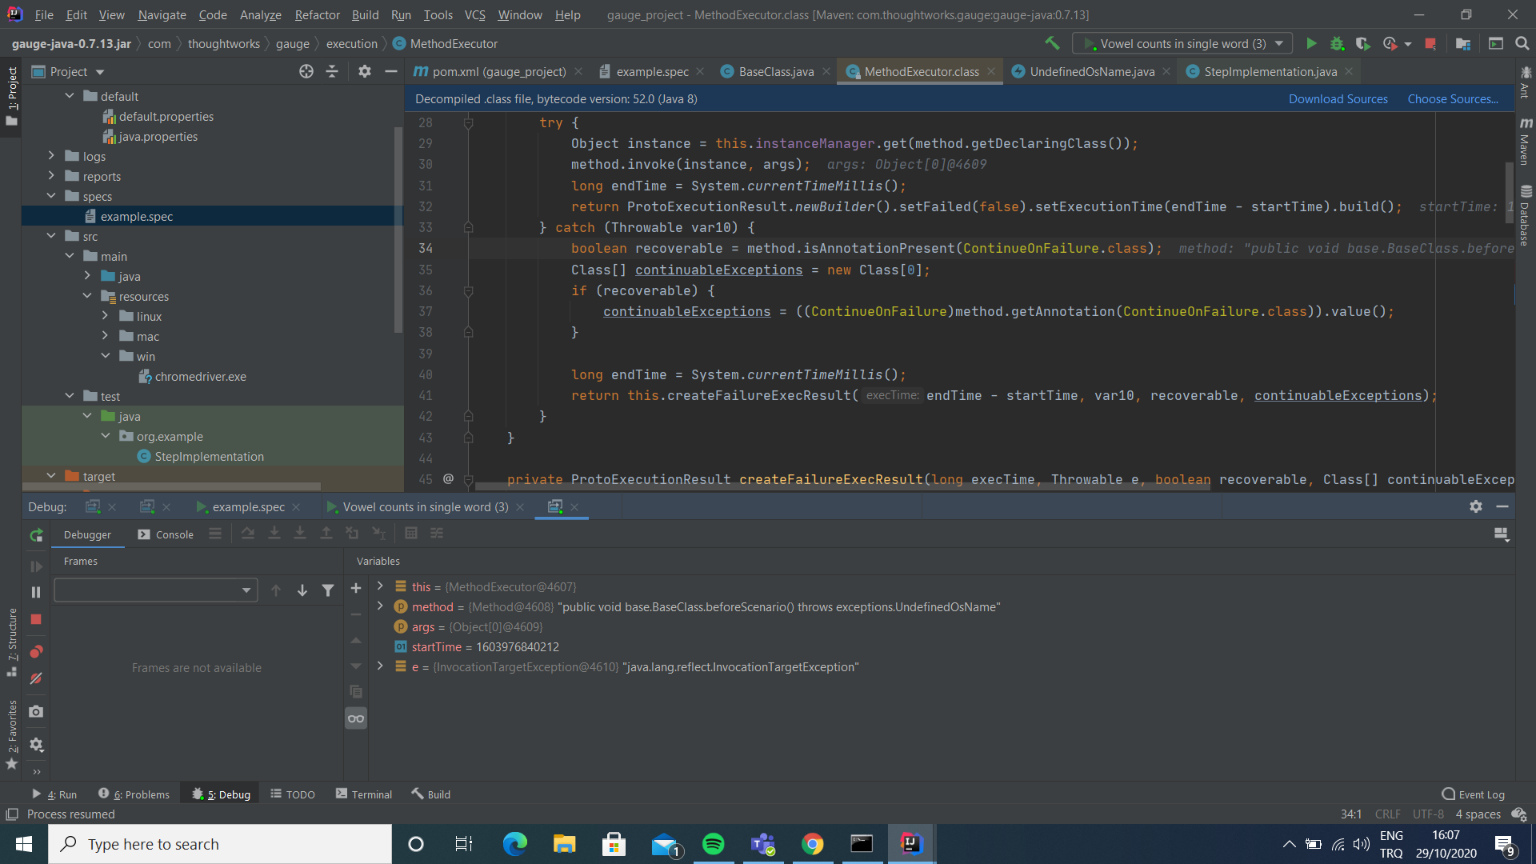 File Edit View Navigate Code Analyze Refactor Build Run Tools VCS Window Help gauge_project - MethodExecutor.class [Maven: com.thoughtworks.gauge:gauge-java:0.7.13]
gauge-java-0.7.13.jar com thoughtworks gauge execution MethodExecutor Vowel counts in single word (3)
1: Project
Project
pom.xml (gauge_project) example.spec BaseClass.java MethodExecutor.class UndefinedOsName.java StepImplementation.java
Ant
Maven
Database
default
default.properties
java.properties
logs
reports
specs
example.spec
src
main
java
resources
linux
mac
win
chromedriver.exe
test
java
org.example
StepImplementation
target
Decompiled .class file, bytecode version: 52.0 (Java 8) Download Sources Choose Sources...
28 try {
29 Object instance = this.instanceManager.get(method.getDeclaringClass());
30 method.invoke(instance, args); args: Object[0]@4609
31 long endTime = System.currentTimeMillis();
32 return ProtoExecutionResult.newBuilder().setFailed(false).setExecutionTime(endTime - startTime).build(); startTime: 1
33 } catch (Throwable var10) {
34 boolean recoverable = method.isAnnotationPresent(ContinueOnFailure.class); method: "public void base.BaseClass.before
35 Class[] continuableExceptions = new Class[0];
36 if (recoverable) {
37 continuableExceptions = ((ContinueOnFailure)method.getAnnotation(ContinueOnFailure.class)).value();
38 }
39
40 long endTime = System.currentTimeMillis();
41 return this.createFailureExecResult( execTime: endTime - startTime, var10, recoverable, continuableExceptions);
42 }
43 }
44
45 @ private ProtoExecutionResult createFailureExecResult(long execTime, Throwable e, boolean recoverable, Class[] continuableExcep
Debug: example.spec Vowel counts in single word (3)
Debugger Console
Frames
Variables
Frames are not available
this = {MethodExecutor@4607}
method = {Method@4608} "public void base.BaseClass.beforeScenario() throws exceptions.UndefinedOsName"
args = {Object[0]@4609}
startTime = 1603976840212
e = {InvocationTargetException@4610} "java.lang.reflect.InvocationTargetException"
7: Structure
2: Favorites
4: Run 6: Problems 5: Debug TODO Terminal Build Event Log
Process resumed 34:1 CRLF UTF-8 4 spaces
Type here to search
1
ENG
TRQ
16:07
29/10/2020
9